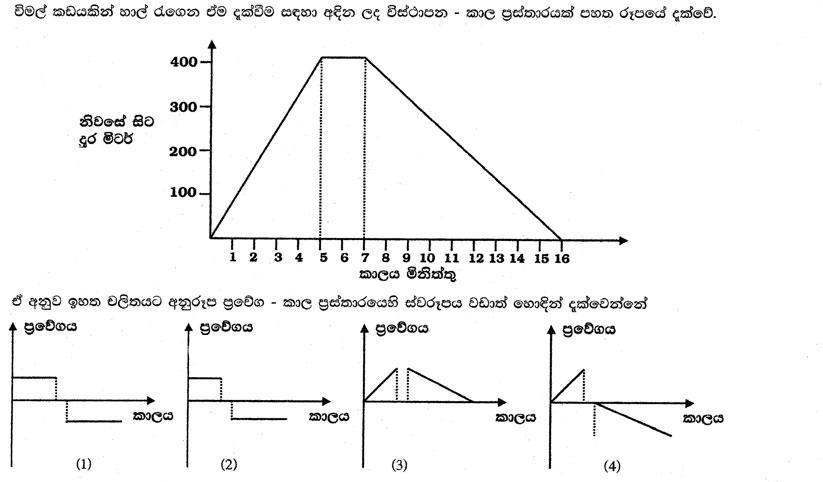 විමල් කඩයකින් හාල් රැගෙන ඒම දැක්වීම සඳහා අඳින ලද විස්ථාපන - කාල ප්‍රස්තාරයක් පහත රූපයේ දැක්වේ.
400
300
නිවසේ සිට
දුර මීටර්
200
100
1 2 3 4 5 6 7 8 9 10 11 12 13 14 15 16
කාලය මිනිත්තු
ඒ අනුව ඉහත චලිතයට අනුරූප ප්‍රවේග - කාල ප්‍රස්තාරයෙහි ස්වරූපය වඩාත් හොඳින් දැක්වෙන්නේ
ප්‍රවේගය ප්‍රවේගය ප්‍රවේගය ප්‍රවේගය
කාලය කාලය කාලය කාලය
(1) (2) (3) (4)